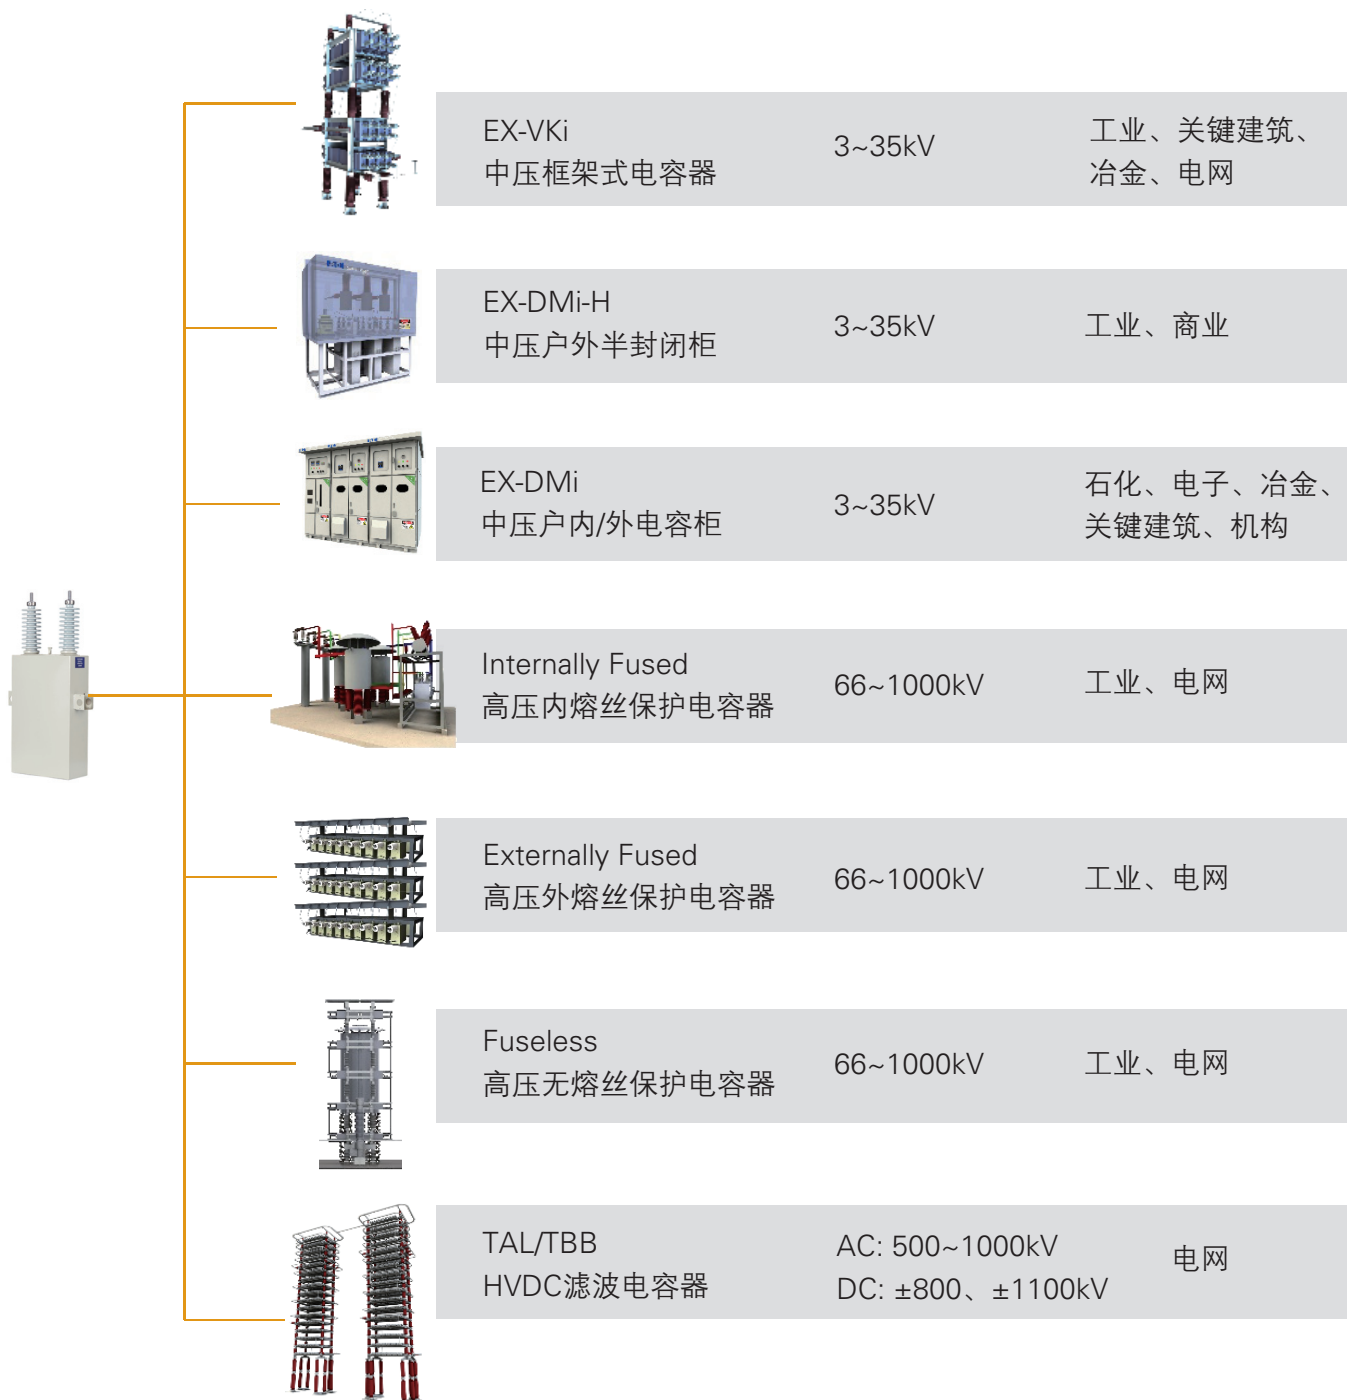 EX-VKi
中压框架式电容器
3~35kV
工业、关键建筑、
冶金、电网
EX-DMi-H
中压户外半封闭柜
3~35kV
工业、商业
EX-DMi
中压户内/外电容柜
3~35kV
石化、电子、冶金、
关键建筑、机构
Internally Fused
高压内熔丝保护电容器
66~1000kV
工业、电网
Externally Fused
高压外熔丝保护电容器
66~1000kV
工业、电网
Fuseless
高压无熔丝保护电容器
66~1000kV
工业、电网
TAL/TBB
HVDC滤波电容器
AC: 500~1000kV
DC: ±800、±1100kV
电网